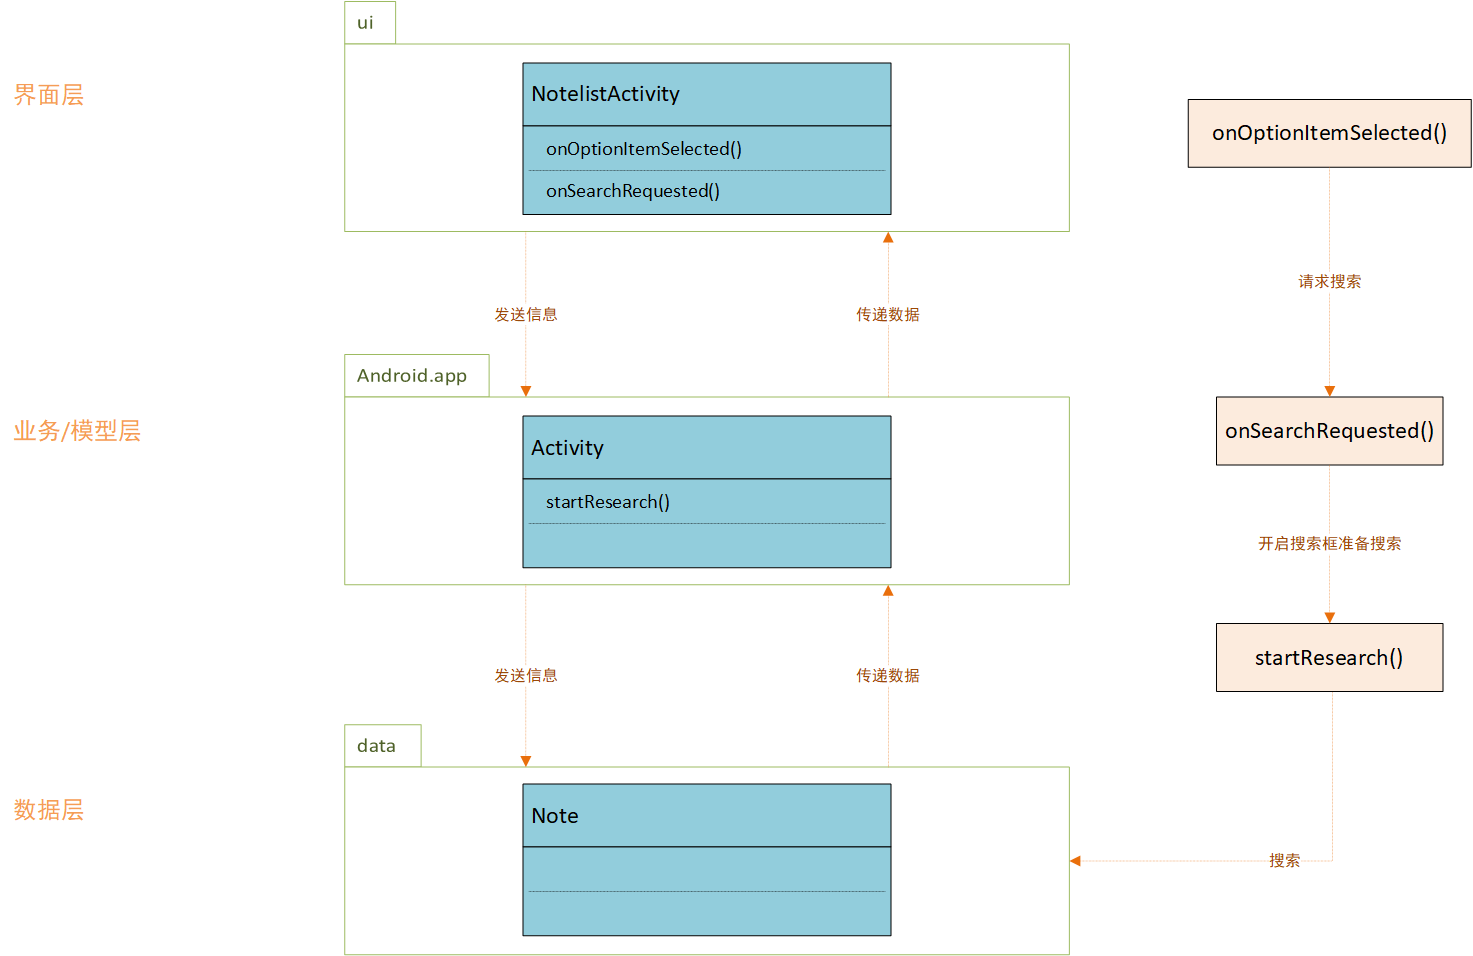 ui
界面层
NotelistActivity
onOptionItemSelected()
onSearchRequested()
onOptionItemSelected()
请求搜索
发送信息
传递数据
Android.app
业务/模型层
Activity
startResearch()
onSearchRequested()
开启搜索框准备搜索
startResearch()
发送信息
传递数据
data
数据层
Note
搜索